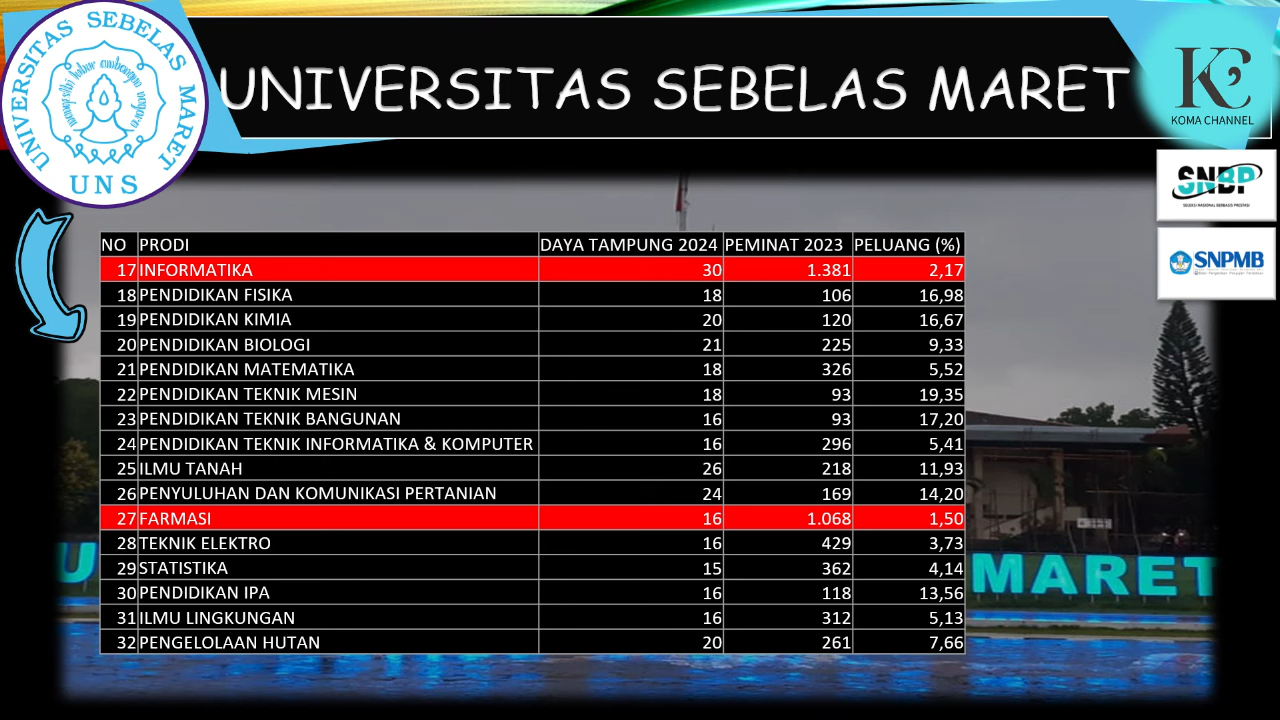 UNIVERSITAS SEBELAS MARET
UNS
UNIVERSITAS SEBELAS MARET
KOMA CHANNEL
SNBP
SNPMB
NO PRODI DAYA TAMPUNG 2024 PEMINAT 2023 PELUANG (%)
17 INFORMATIKA 30 1.381 2,17
18 PENDIDIKAN FISIKA 18 106 16,98
19 PENDIDIKAN KIMIA 20 120 16,67
20 PENDIDIKAN BIOLOGI 21 225 9,33
21 PENDIDIKAN MATEMATIKA 18 326 5,52
22 PENDIDIKAN TEKNIK MESIN 18 93 19,35
23 PENDIDIKAN TEKNIK BANGUNAN 16 93 17,20
24 PENDIDIKAN TEKNIK INFORMATIKA & KOMPUTER 16 296 5,41
25 ILMU TANAH 26 218 11,93
26 PENYULUHAN DAN KOMUNIKASI PERTANIAN 24 169 14,20
27 FARMASI 16 1.068 1,50
28 TEKNIK ELEKTRO 16 429 3,73
29 STATISTIKA 15 362 4,14
30 PENDIDIKAN IPA 16 118 13,56
31 ILMU LINGKUNGAN 16 312 5,13
32 PENGELOLAAN HUTAN 20 261 7,66
U MARET